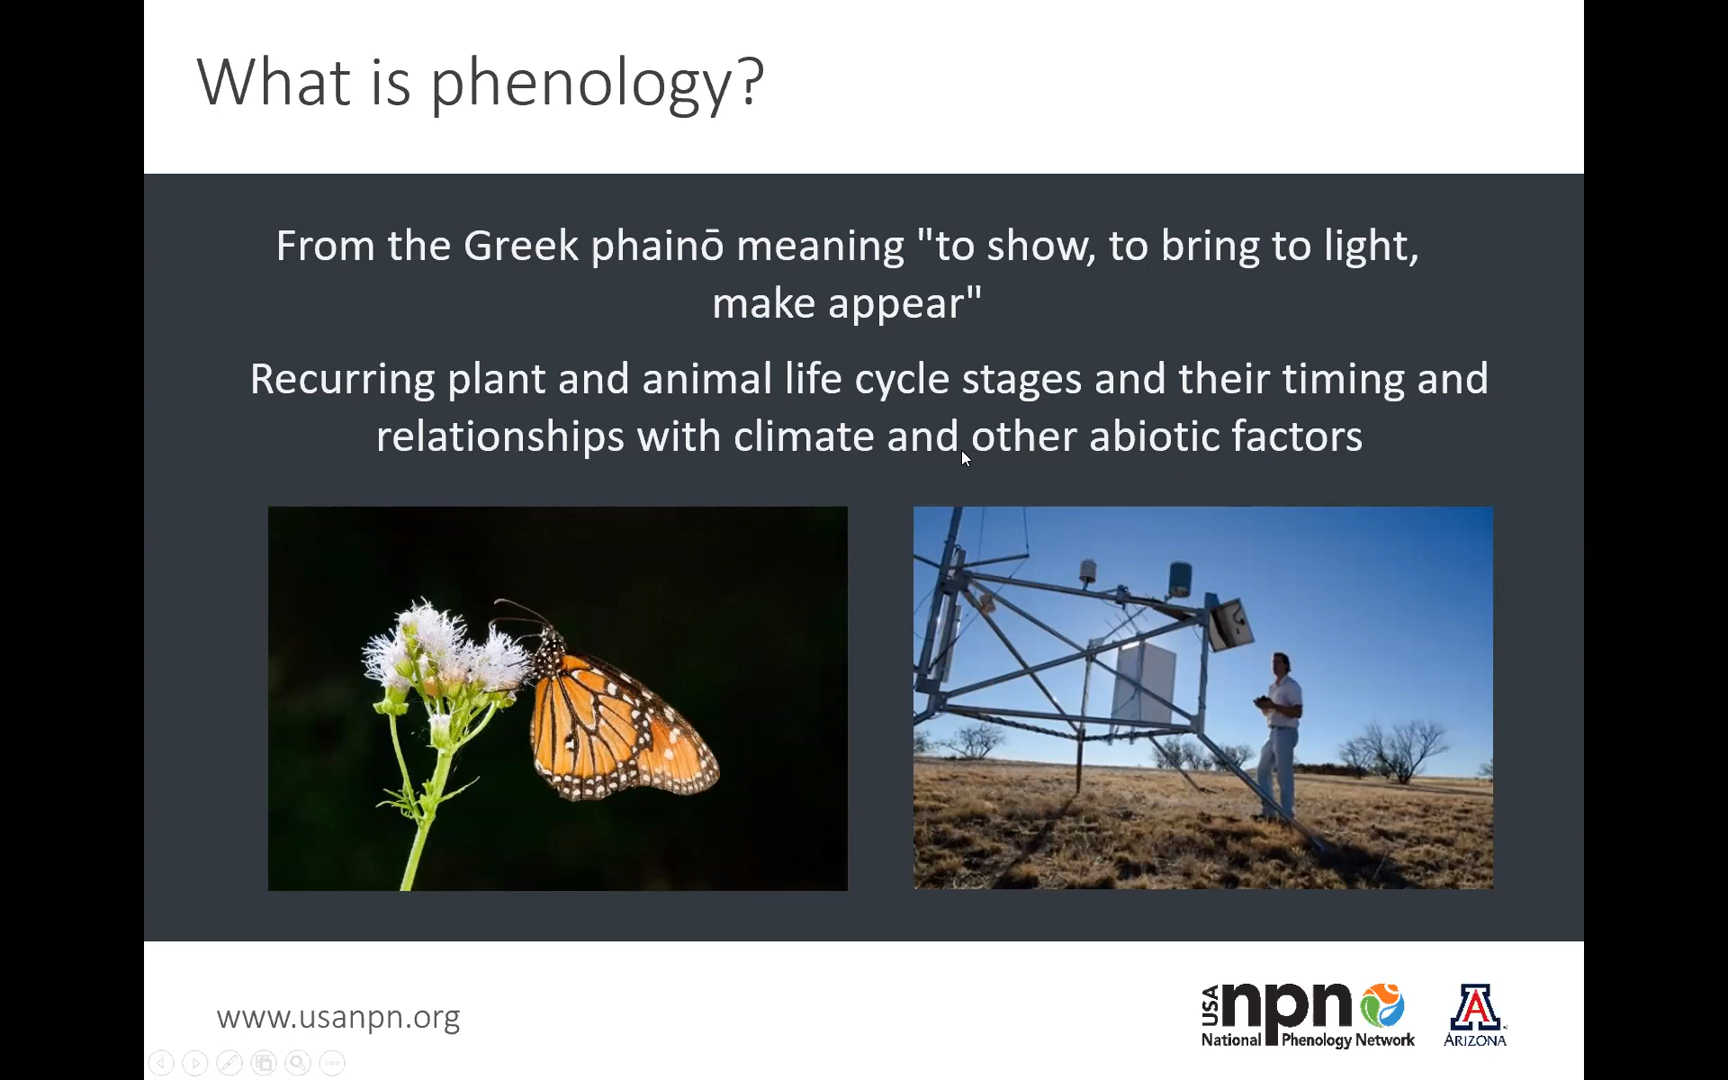 What is phenology?
From the Greek phainō meaning "to show, to bring to light,
make appear"
Recurring plant and animal life cycle stages and their timing and
relationships with climate and other abiotic factors
www.usanpn.org
USA npn
National Phenology Network
A
ARIZONA